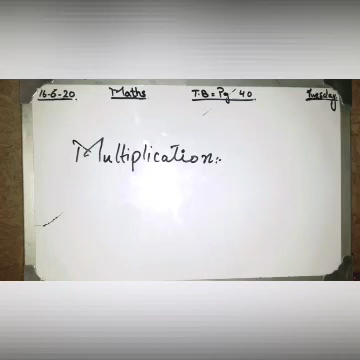 16-6-20 Maths T.B = Pg 40 Tuesday
Multiplication:-